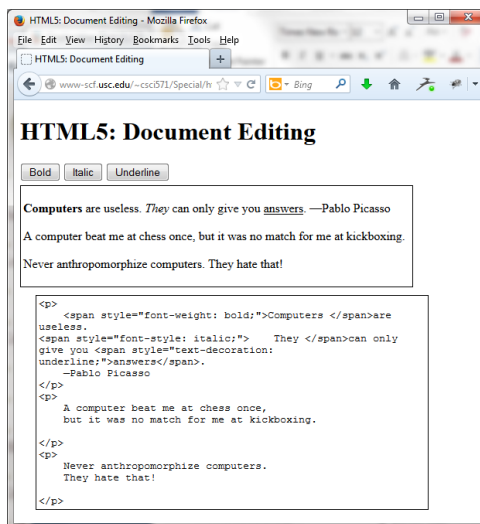 HTML5: Document Editing - Mozilla Firefox
File Edit View History Bookmarks Tools Help
HTML5: Document Editing +
www-scf.usc.edu/~csci571/Special/h Bing
HTML5: Document Editing
Bold Italic Underline
Computers are useless. They can only give you answers. —Pablo Picasso
A computer beat me at chess once, but it was no match for me at kickboxing.
Never anthropomorphize computers. They hate that!
<p>
    <span style="font-weight: bold;">Computers </span>are
useless.
<span style="font-style: italic;">    They </span>can only
give you <span style="text-decoration:
underline;">answers</span>.
    —Pablo Picasso
</p>
<p>
    A computer beat me at chess once,
    but it was no match for me at kickboxing.
</p>
<p>
    Never anthropomorphize computers.
    They hate that!
</p>